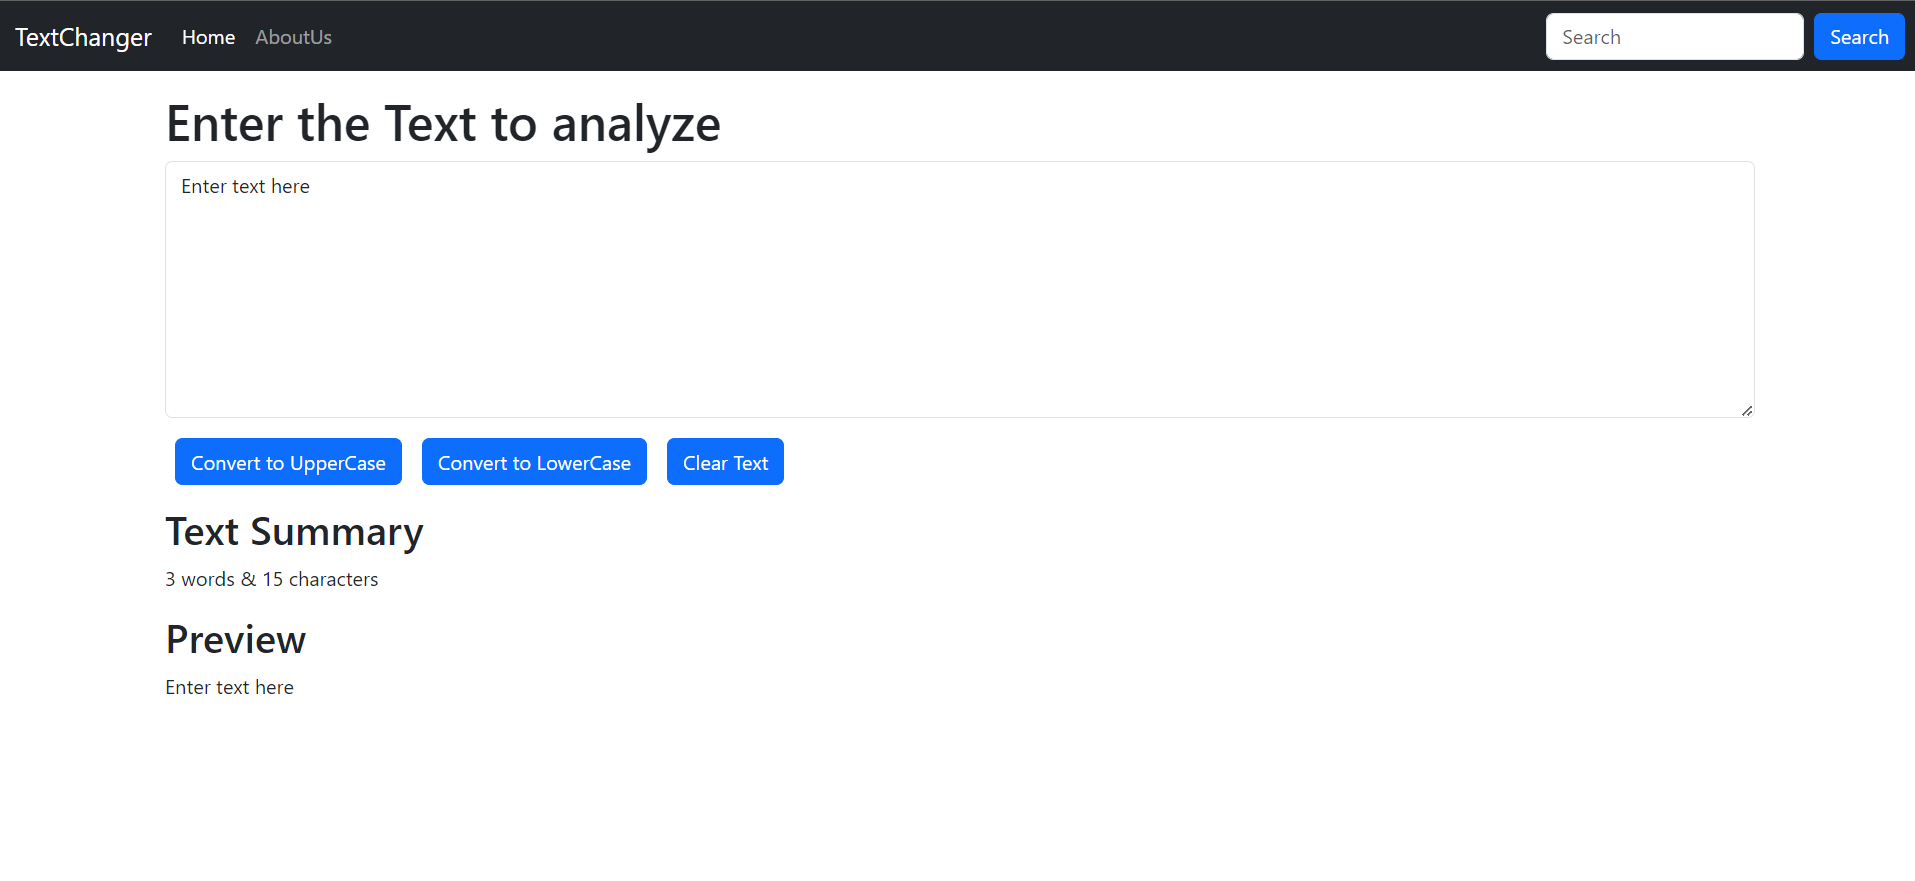 TextChanger Home AboutUs Search Search
Enter the Text to analyze
Enter text here
Convert to UpperCase Convert to LowerCase Clear Text
Text Summary
3 words & 15 characters
Preview
Enter text here